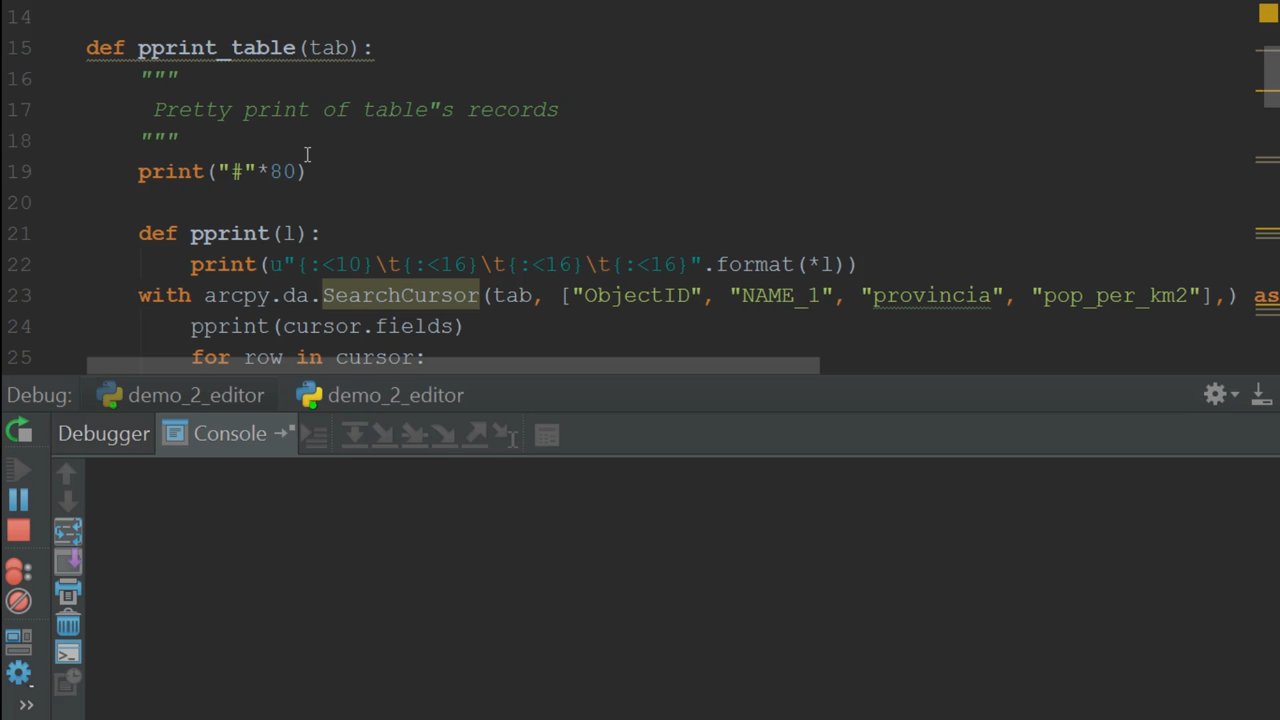 14
15 def pprint_table(tab):
16 """
17 Pretty print of table"s records
18 """
19 print("#"*80)
20
21 def pprint(l):
22 print(u"{:<10}\t{:<16}\t{:<16}\t{:<16}".format(*l))
23 with arcpy.da.SearchCursor(tab, ["ObjectID", "NAME_1", "provincia", "pop_per_km2"],) as
24 pprint(cursor.fields)
25 for row in cursor:
Debug: demo_2_editor demo_2_editor
Debugger Console